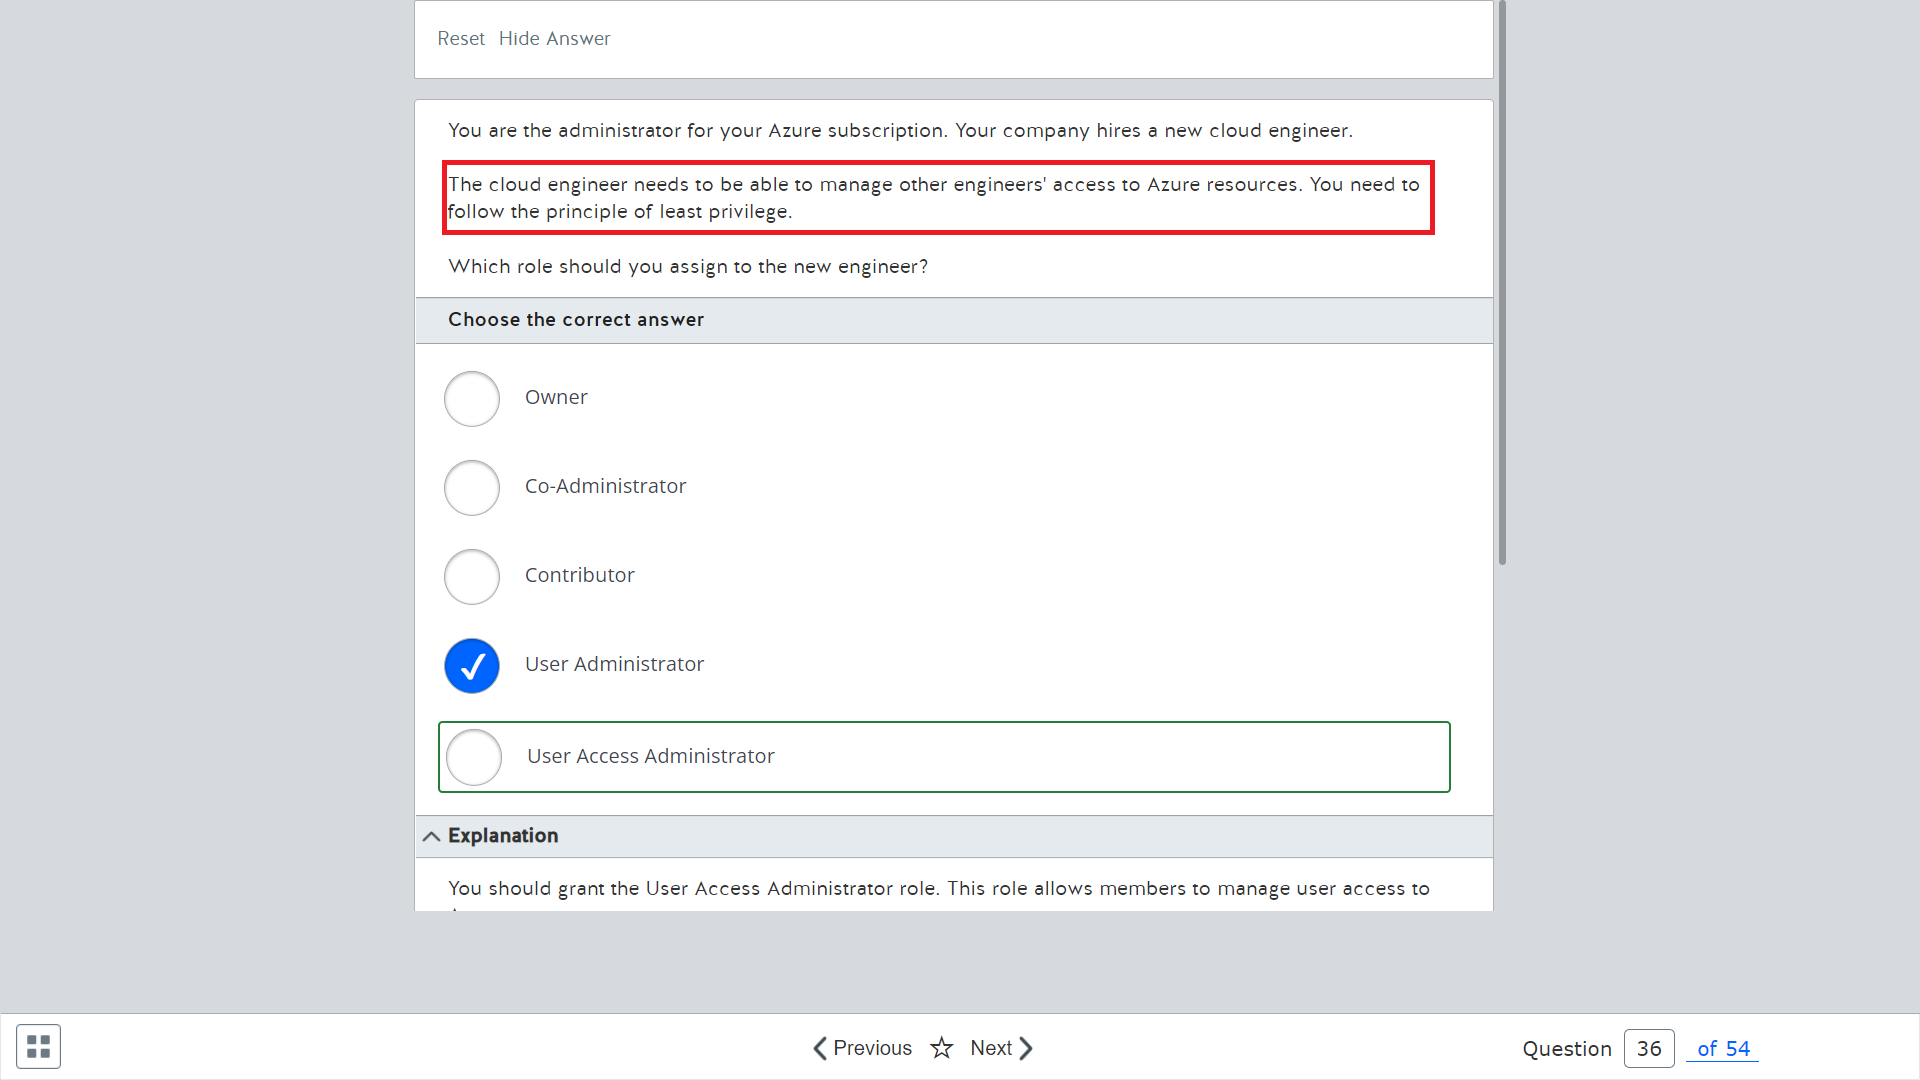 Reset Hide Answer
You are the administrator for your Azure subscription. Your company hires a new cloud engineer.
The cloud engineer needs to be able to manage other engineers' access to Azure resources. You need to
follow the principle of least privilege.
Which role should you assign to the new engineer?
Choose the correct answer
Owner
Co-Administrator
Contributor
User Administrator
User Access Administrator
Explanation
You should grant the User Access Administrator role. This role allows members to manage user access to
Previous Next Question 36 of 54